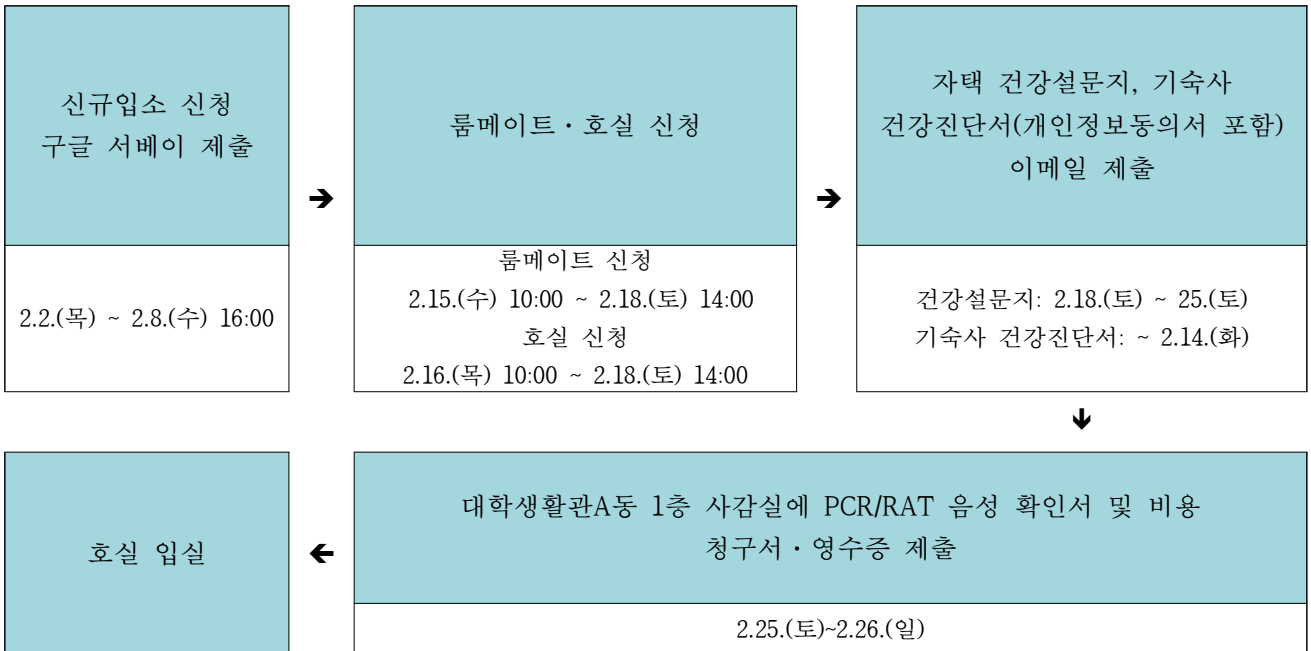 신규입소 신청
구글 서베이 제출
2.2.(목) ~ 2.8.(수) 16:00
➔
룸메이트・호실 신청
룸메이트 신청
2.15.(수) 10:00 ~ 2.18.(토) 14:00
호실 신청
2.16.(목) 10:00 ~ 2.18.(토) 14:00
➔
자택 건강설문지, 기숙사
건강진단서(개인정보동의서 포함)
이메일 제출
건강설문지: 2.18.(토) ~ 25.(토)
기숙사 건강진단서: ~ 2.14.(화)
대학생활관A동 1층 사감실에 PCR/RAT 음성 확인서 및 비용
청구서・영수증 제출
2.25.(토)~2.26.(일)
호실 입실